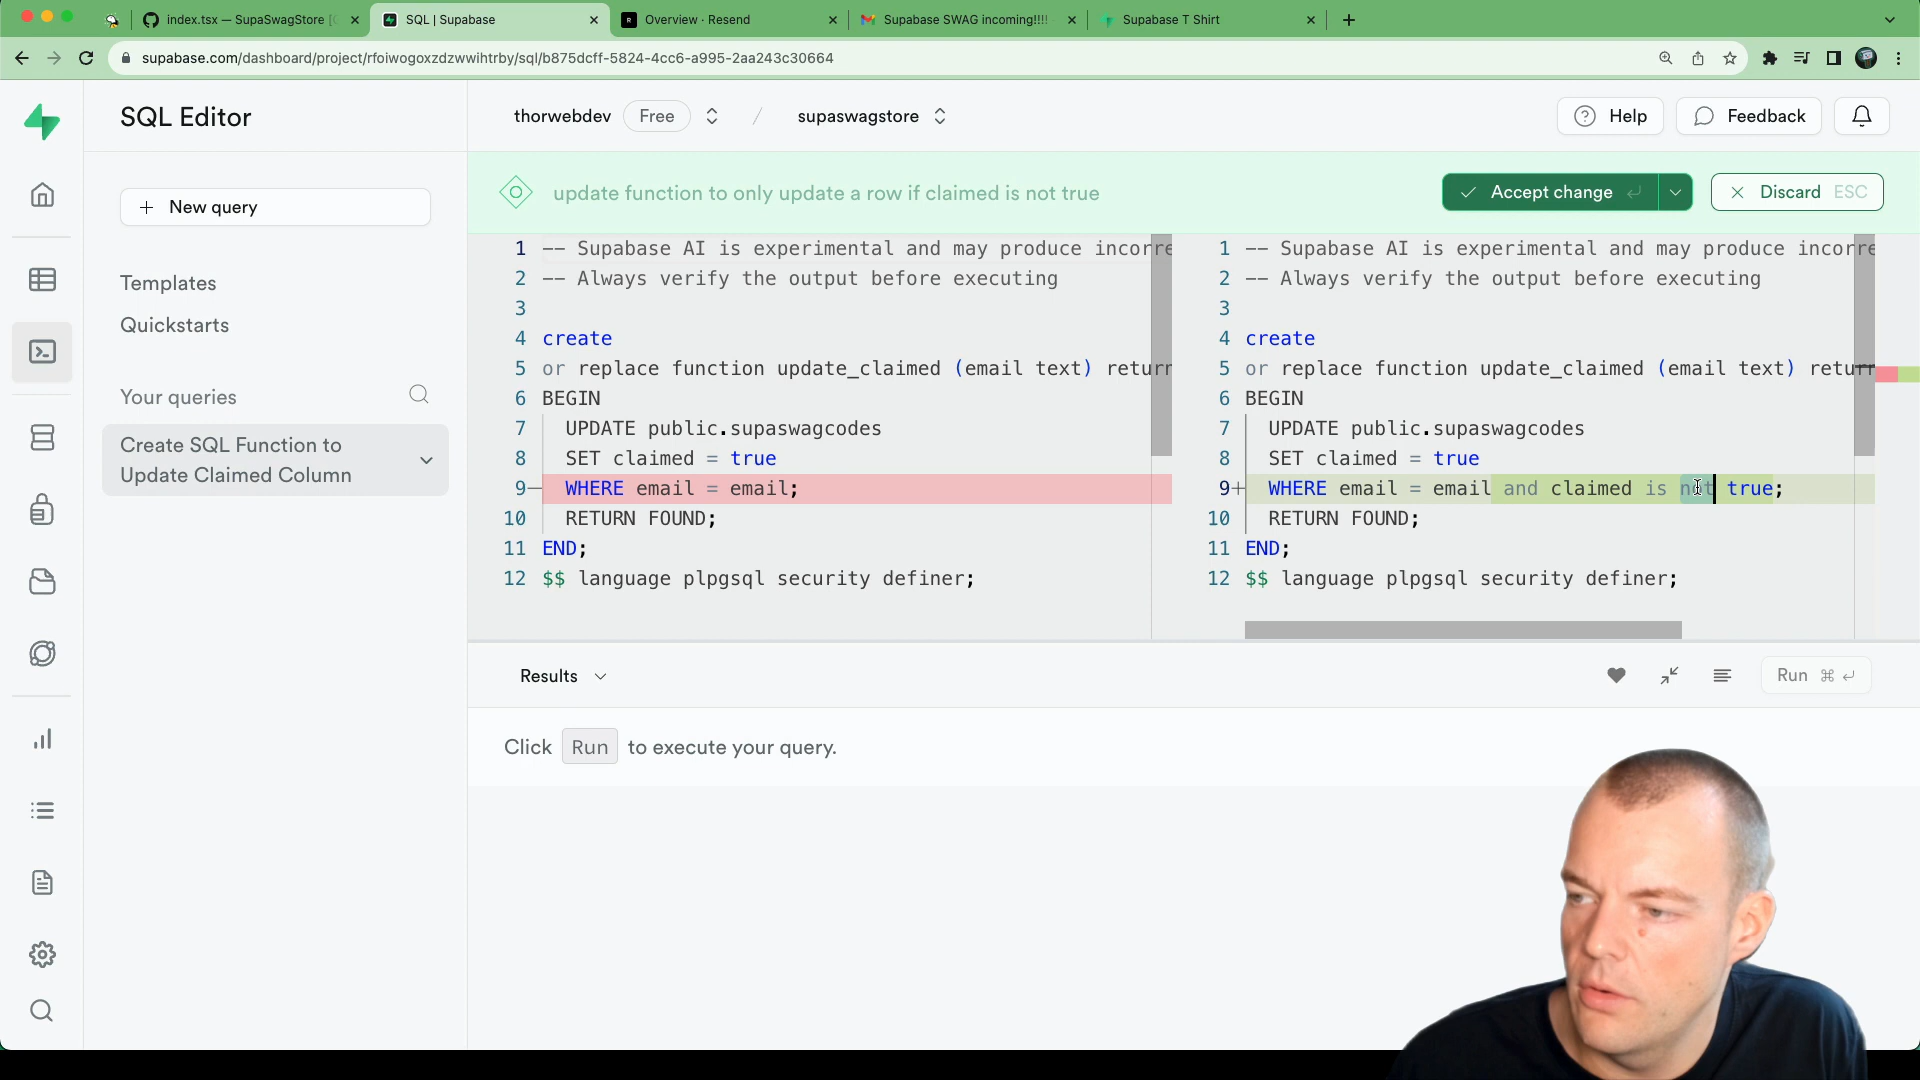 index.tsx — SupaSwagStore
SQL | Supabase
Overview · Resend
Supabase SWAG incoming!!!!
Supabase T Shirt
supabase.com/dashboard/project/rfoiwogoxzdzwwihtrby/sql/b875dcff-5824-4cc6-a995-2aa243c30664
SQL Editor
thorwebdev Free / supaswagstore
Help
Feedback
New query
Templates
Quickstarts
Your queries
Create SQL Function to
Update Claimed Column
update function to only update a row if claimed is not true
Accept change
Discard ESC
1 -- Supabase AI is experimental and may produce incorre
2 -- Always verify the output before executing
3
4 create
5 or replace function update_claimed (email text) return
6 BEGIN
7 UPDATE public.supaswagcodes
8 SET claimed = true
9— WHERE email = email;
10 RETURN FOUND;
11 END;
12 $$ language plpgsql security definer;
1 -- Supabase AI is experimental and may produce incorre
2 -- Always verify the output before executing
3
4 create
5 or replace function update_claimed (email text) return
6 BEGIN
7 UPDATE public.supaswagcodes
8 SET claimed = true
9+ WHERE email = email and claimed is not true;
10 RETURN FOUND;
11 END;
12 $$ language plpgsql security definer;
Results
Run ⌘ ↵
Click Run to execute your query.